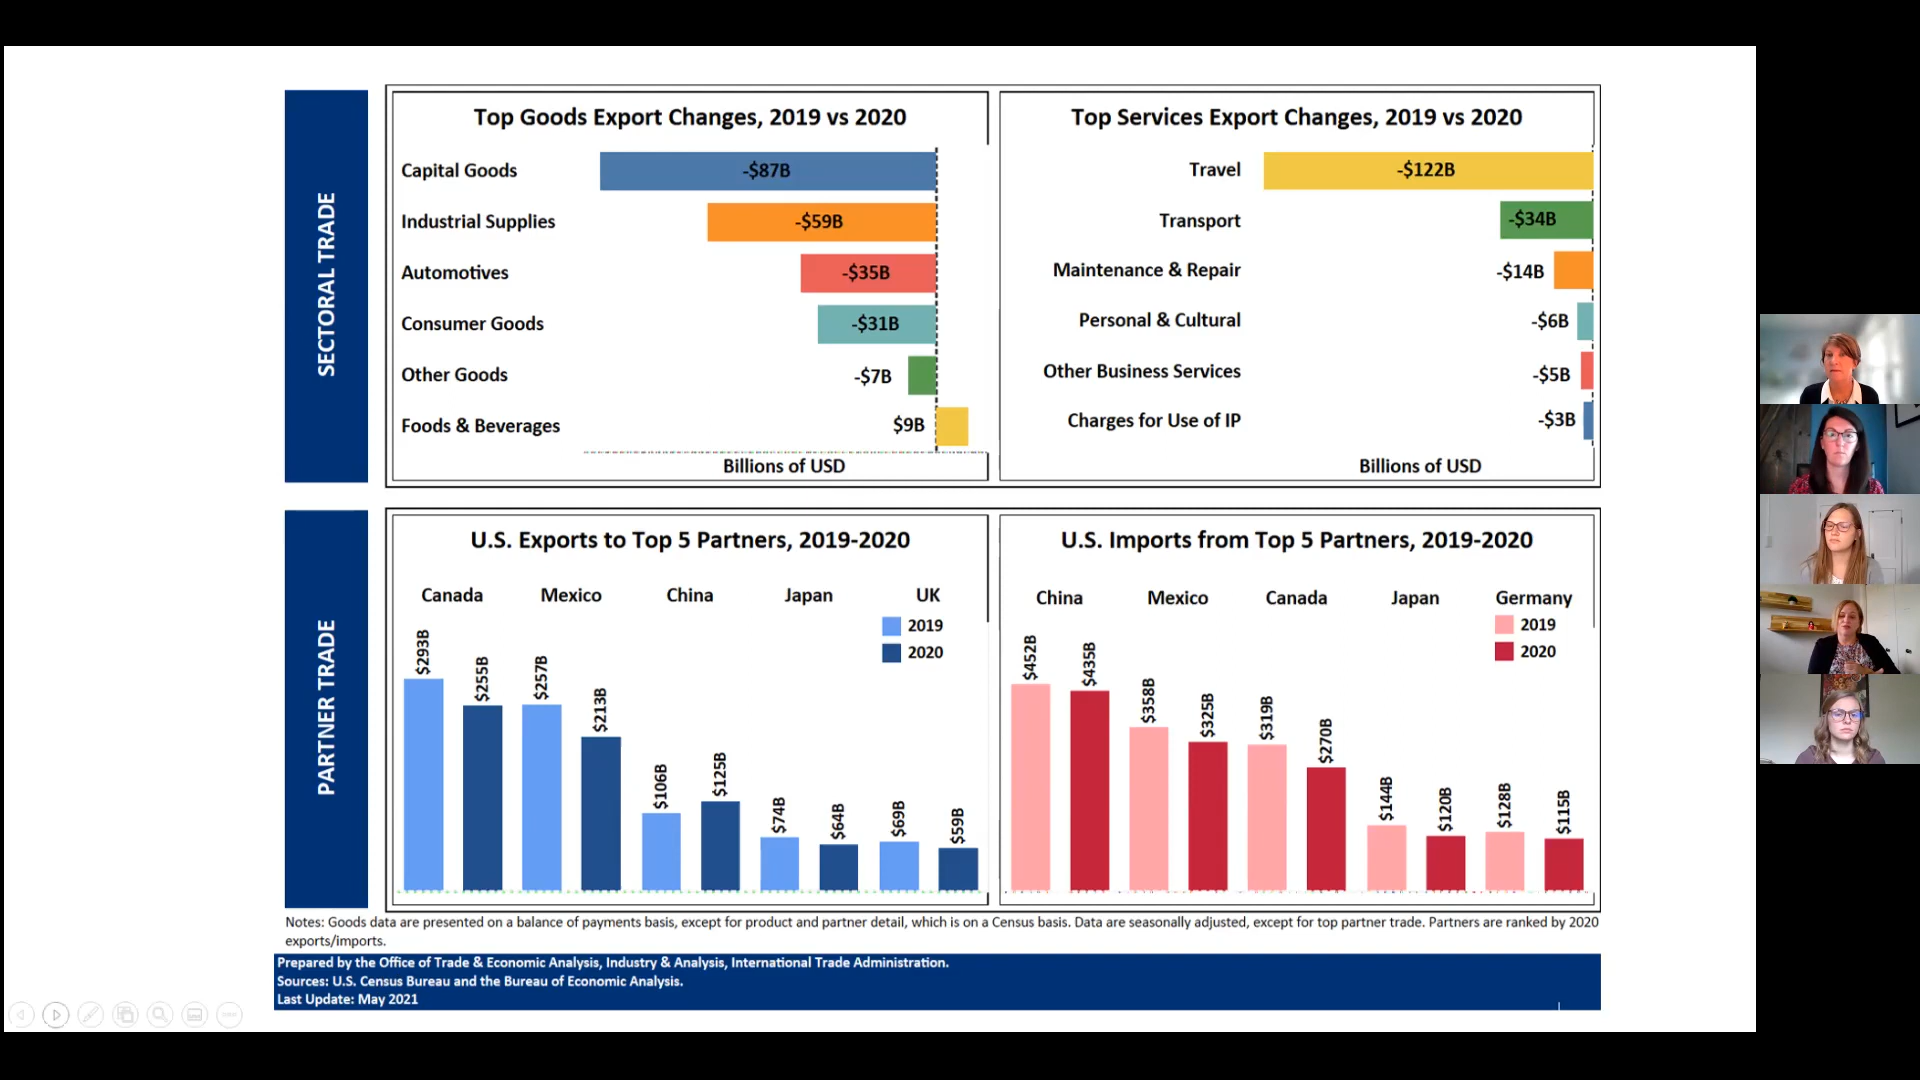 SECTORAL TRADE
Top Goods Export Changes, 2019 vs 2020
Capital Goods -$87B
Industrial Supplies -$59B
Automotives -$35B
Consumer Goods -$31B
Other Goods -$7B
Foods & Beverages $9B
Billions of USD
Top Services Export Changes, 2019 vs 2020
Travel -$122B
Transport -$34B
Maintenance & Repair -$14B
Personal & Cultural -$6B
Other Business Services -$5B
Charges for Use of IP -$3B
Billions of USD
PARTNER TRADE
U.S. Exports to Top 5 Partners, 2019-2020
Canada Mexico China Japan UK
2019
2020
$293B $255B $257B $213B $106B $125B $74B $64B $69B $59B
U.S. Imports from Top 5 Partners, 2019-2020
China Mexico Canada Japan Germany
2019
2020
$452B $435B $358B $325B $319B $270B $144B $120B $128B $115B
Notes: Goods data are presented on a balance of payments basis, except for product and partner detail, which is on a Census basis. Data are seasonally adjusted, except for top partner trade. Partners are ranked by 2020
exports/imports.
Prepared by the Office of Trade & Economic Analysis, Industry & Analysis, International Trade Administration.
Sources: U.S. Census Bureau and the Bureau of Economic Analysis.
Last Update: May 2021